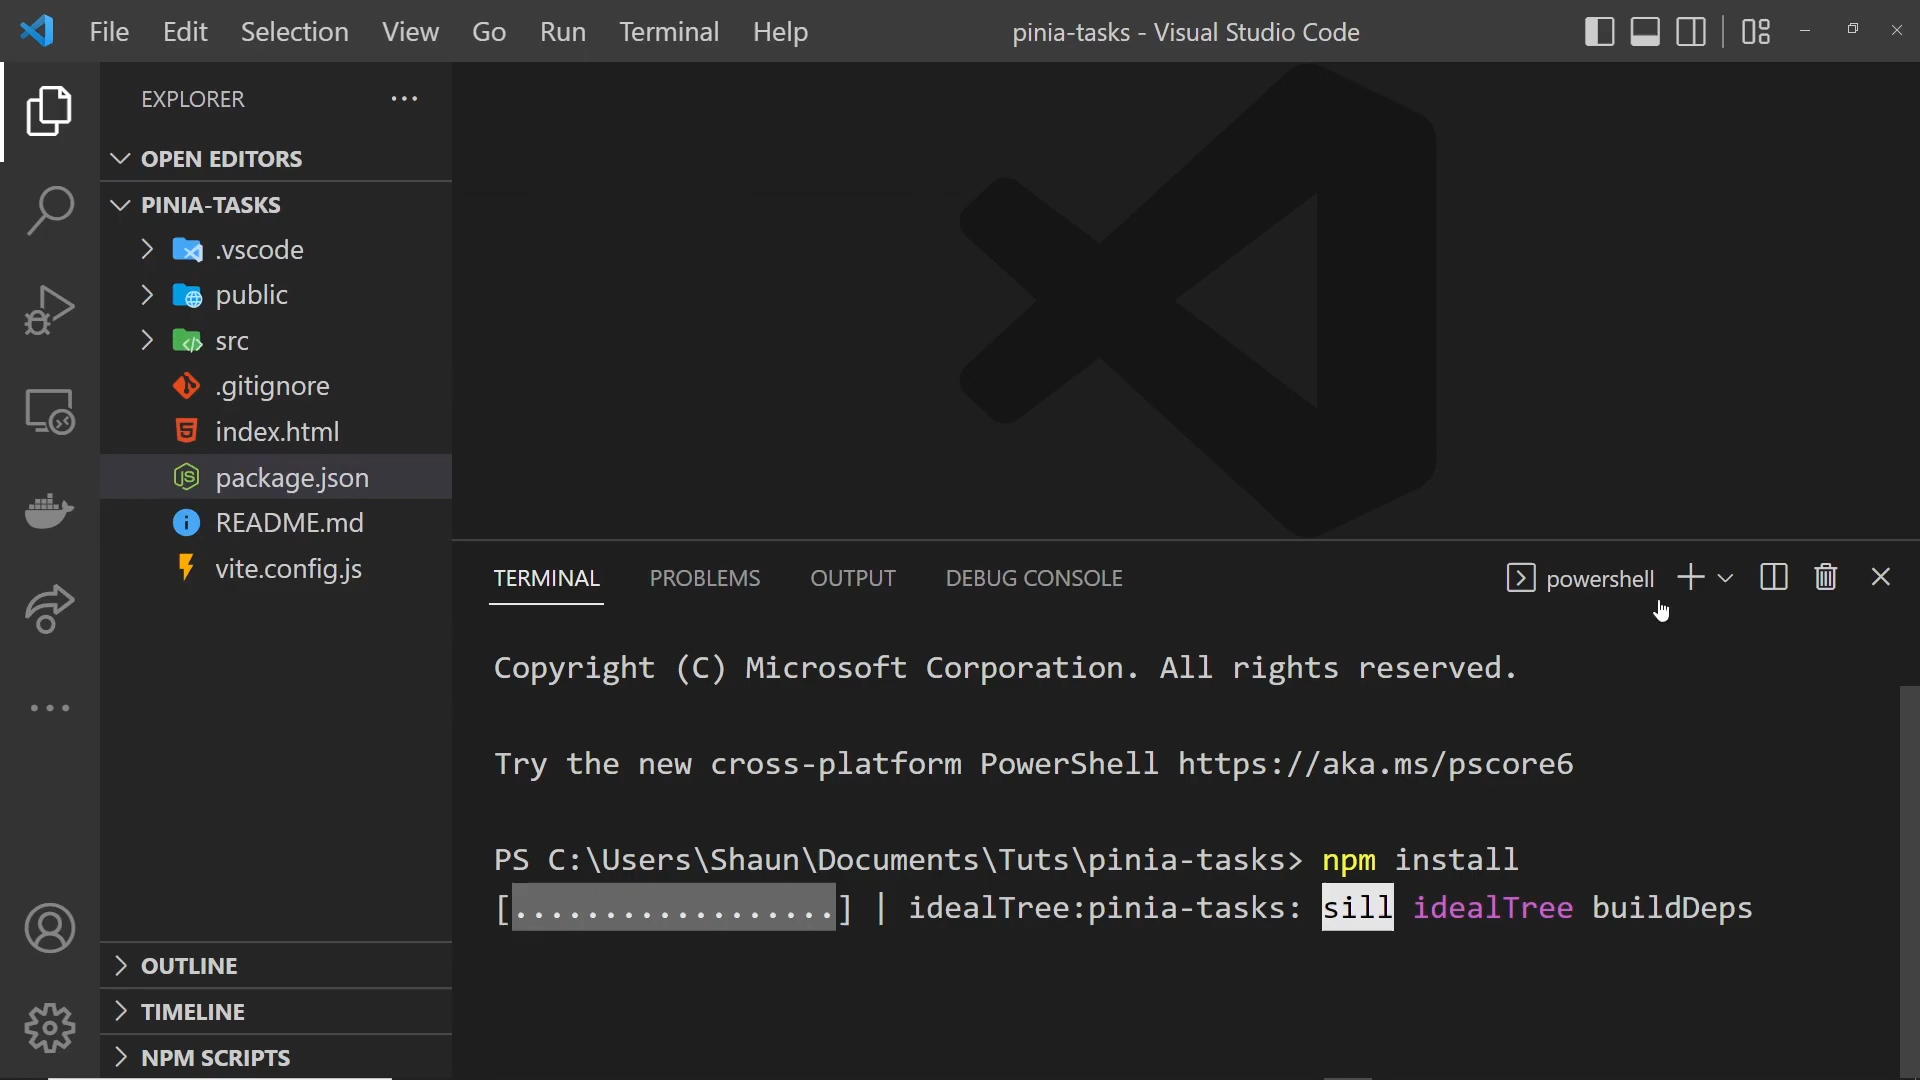 File Edit Selection View Go Run Terminal Help pinia-tasks - Visual Studio Code
EXPLORER
OPEN EDITORS
PINIA-TASKS
.vscode
public
src
.gitignore
index.html
package.json
README.md
vite.config.js
OUTLINE
TIMELINE
NPM SCRIPTS
TERMINAL PROBLEMS OUTPUT DEBUG CONSOLE powershell
Copyright (C) Microsoft Corporation. All rights reserved.
Try the new cross-platform PowerShell https://aka.ms/pscore6
PS C:\Users\Shaun\Documents\Tuts\pinia-tasks> npm install
[..................] | idealTree:pinia-tasks: sill idealTree buildDeps